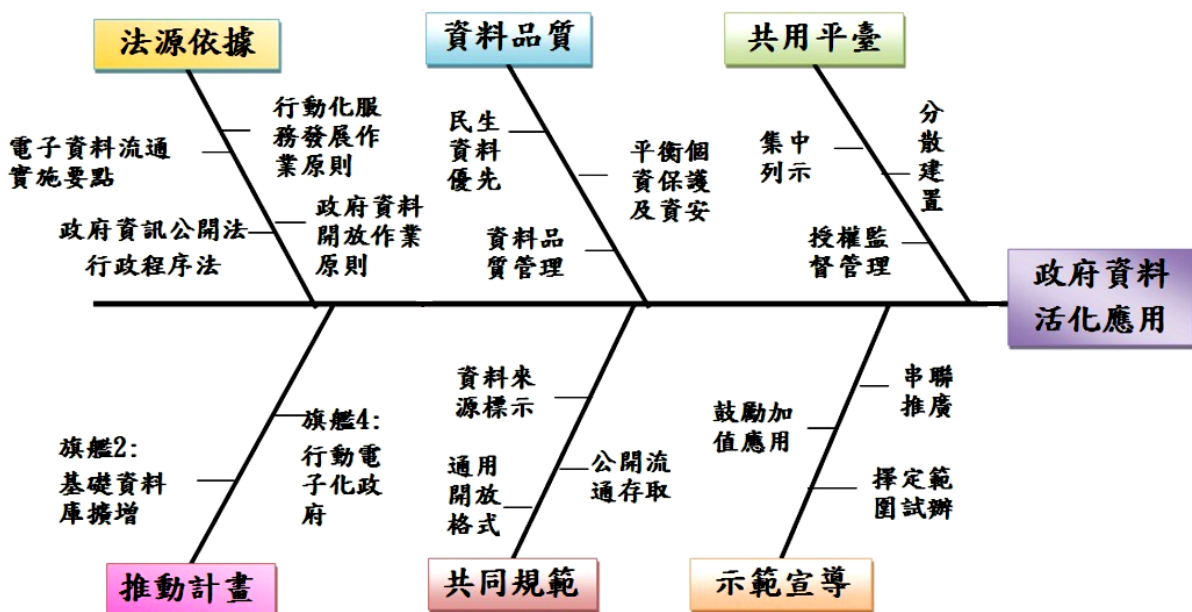 法源依據
行動化服
務發展作
業原則
電子資料流通
實施要點
政府資料
開放作業
原則
政府資訊公開法
行政程序法
資料品質
民生
資料
優先
平衡個
資保護
及資安
資料品
質管理
共用平臺
分
散
建
置
集中
列示
授權監
督管理
政府資料
活化應用
旗艦4:
行動電
子化政
府
旗艦2:
基礎資料
庫擴增
推動計畫
資料來
源標示
公開流
通存取
通用
開放
格式
共同規範
串聯
推廣
鼓勵加
值應用
擇定範
圍試辦
示範宣導